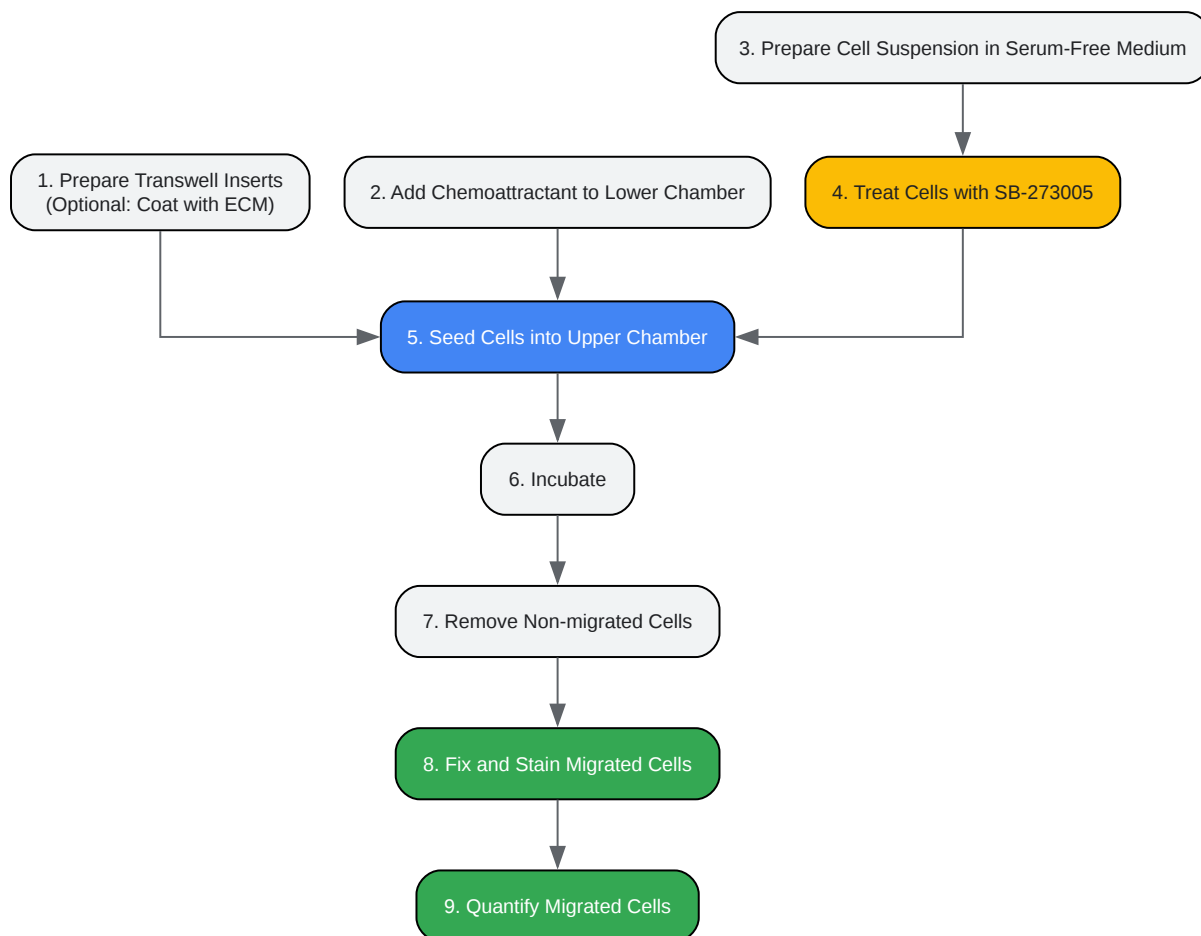 3. Prepare Cell Suspension in Serum-Free Medium
1. Prepare Transwell Inserts
(Optional: Coat with ECM)
2. Add Chemoattractant to Lower Chamber
4. Treat Cells with SB-273005
5. Seed Cells into Upper Chamber
6. Incubate
7. Remove Non-migrated Cells
8. Fix and Stain Migrated Cells
9. Quantify Migrated Cells